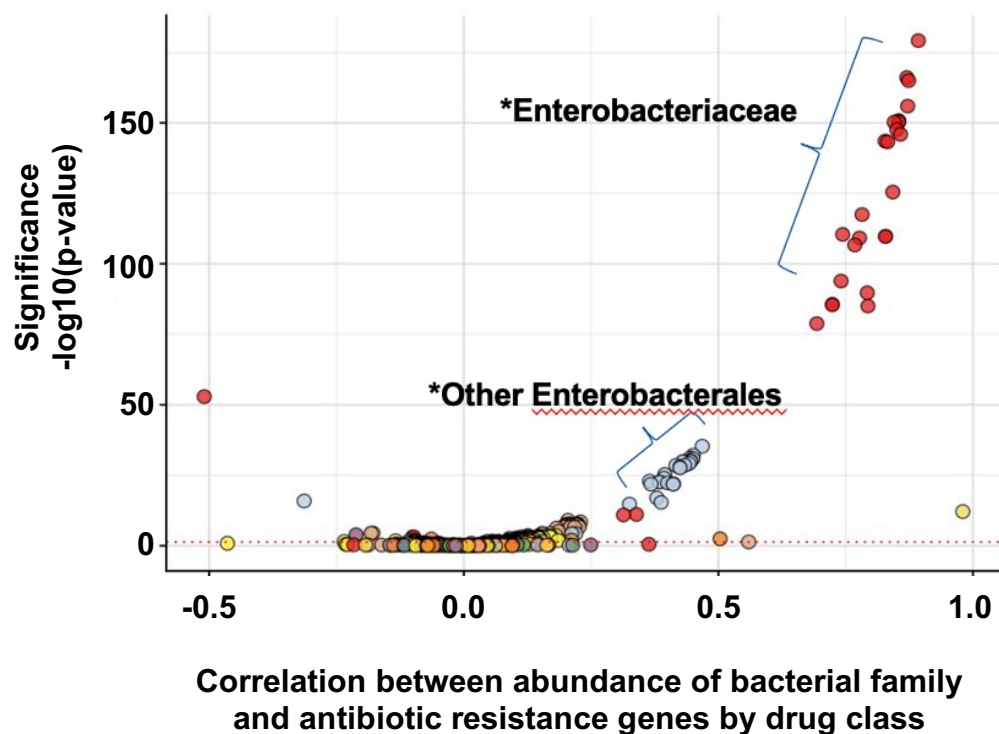 *Enterobacteriaceae
*Other Enterobacterales
Significance
-log10(p-value)
150
100
50
0
-0.5
0.0
0.5
1.0
Correlation between abundance of bacterial family
and antibiotic resistance genes by drug class